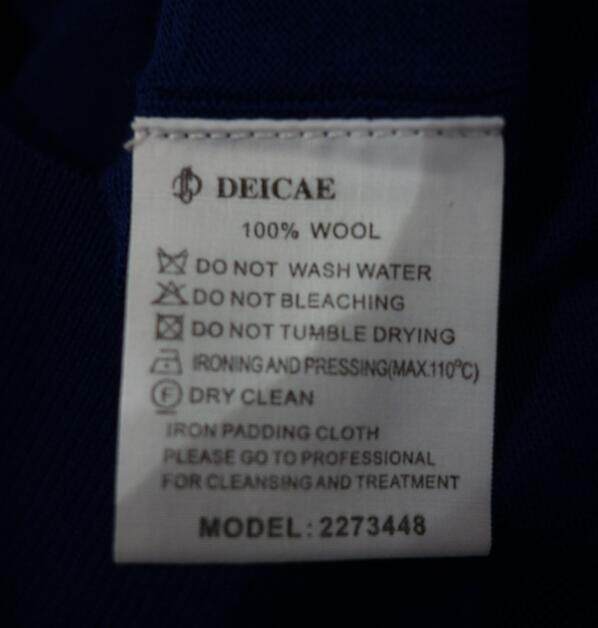 DEICAE
100% WOOL
DO NOT WASH WATER
DO NOT BLEACHING
DO NOT TUMBLE DRYING
IRONING AND PRESSING(MAX.110°C)
F DRY CLEAN
IRON PADDING CLOTH
PLEASE GO TO PROFESSIONAL
FOR CLEANSING AND TREATMENT
MODEL: 2273448